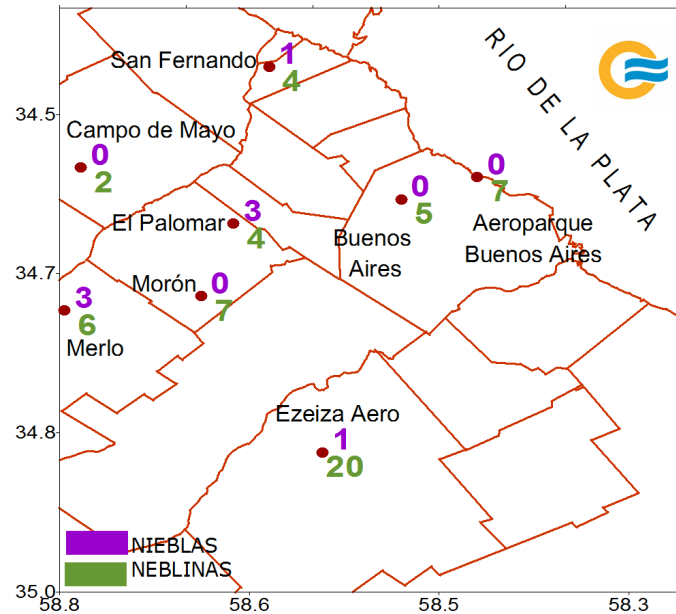 San Fernando
1
4
RIO DE LA PLATA
34.5
Campo de Mayo
0
2
0
7
0
5
El Palomar
3
4
Aeroparque
Buenos Aires
Buenos
Aires
34.7
Morón
0
7
3
6
Merlo
Ezeiza Aero
1
20
34.8
NIEBLAS
NEBLINAS
35.0
58.8
58.6
58.5
58.3